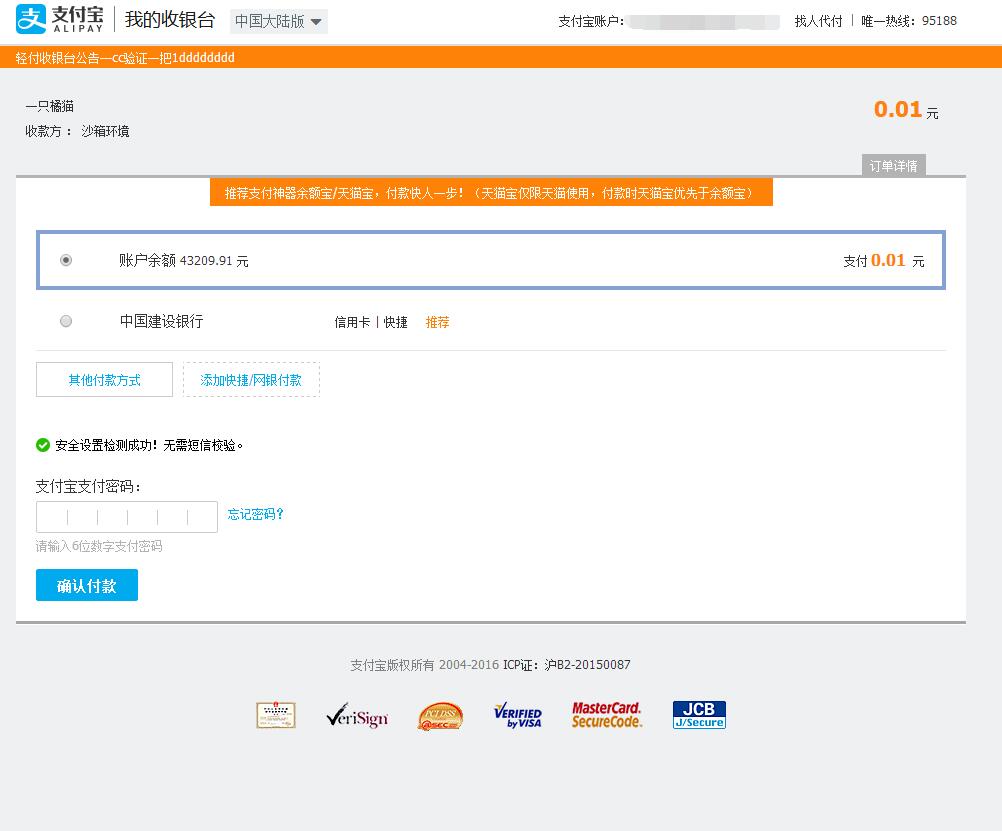 支付宝 ALIPAY 我的收银台 中国大陆版 支付宝账户: 找人代付 唯一热线: 95188
轻付收银台公告—cc验证一把1dddddddd
一只橘猫 0.01 元
收款方： 沙箱环境
订单详情
推荐支付神器余额宝/天猫宝，付款快人一步！（天猫宝仅限天猫使用，付款时天猫宝优先于余额宝）
账户余额 43209.91 元 支付 0.01 元
中国建设银行 信用卡 | 快捷 推荐
其他付款方式 添加快捷/网银付款
安全设置检测成功！无需短信校验。
支付宝支付密码：
忘记密码?
请输入6位数字支付密码
确认付款
支付宝版权所有 2004-2016 ICP证：沪B2-20150087
VeriSign PCI DSS atsec VERIFIED by VISA MasterCard. SecureCode. JCB J/Secure